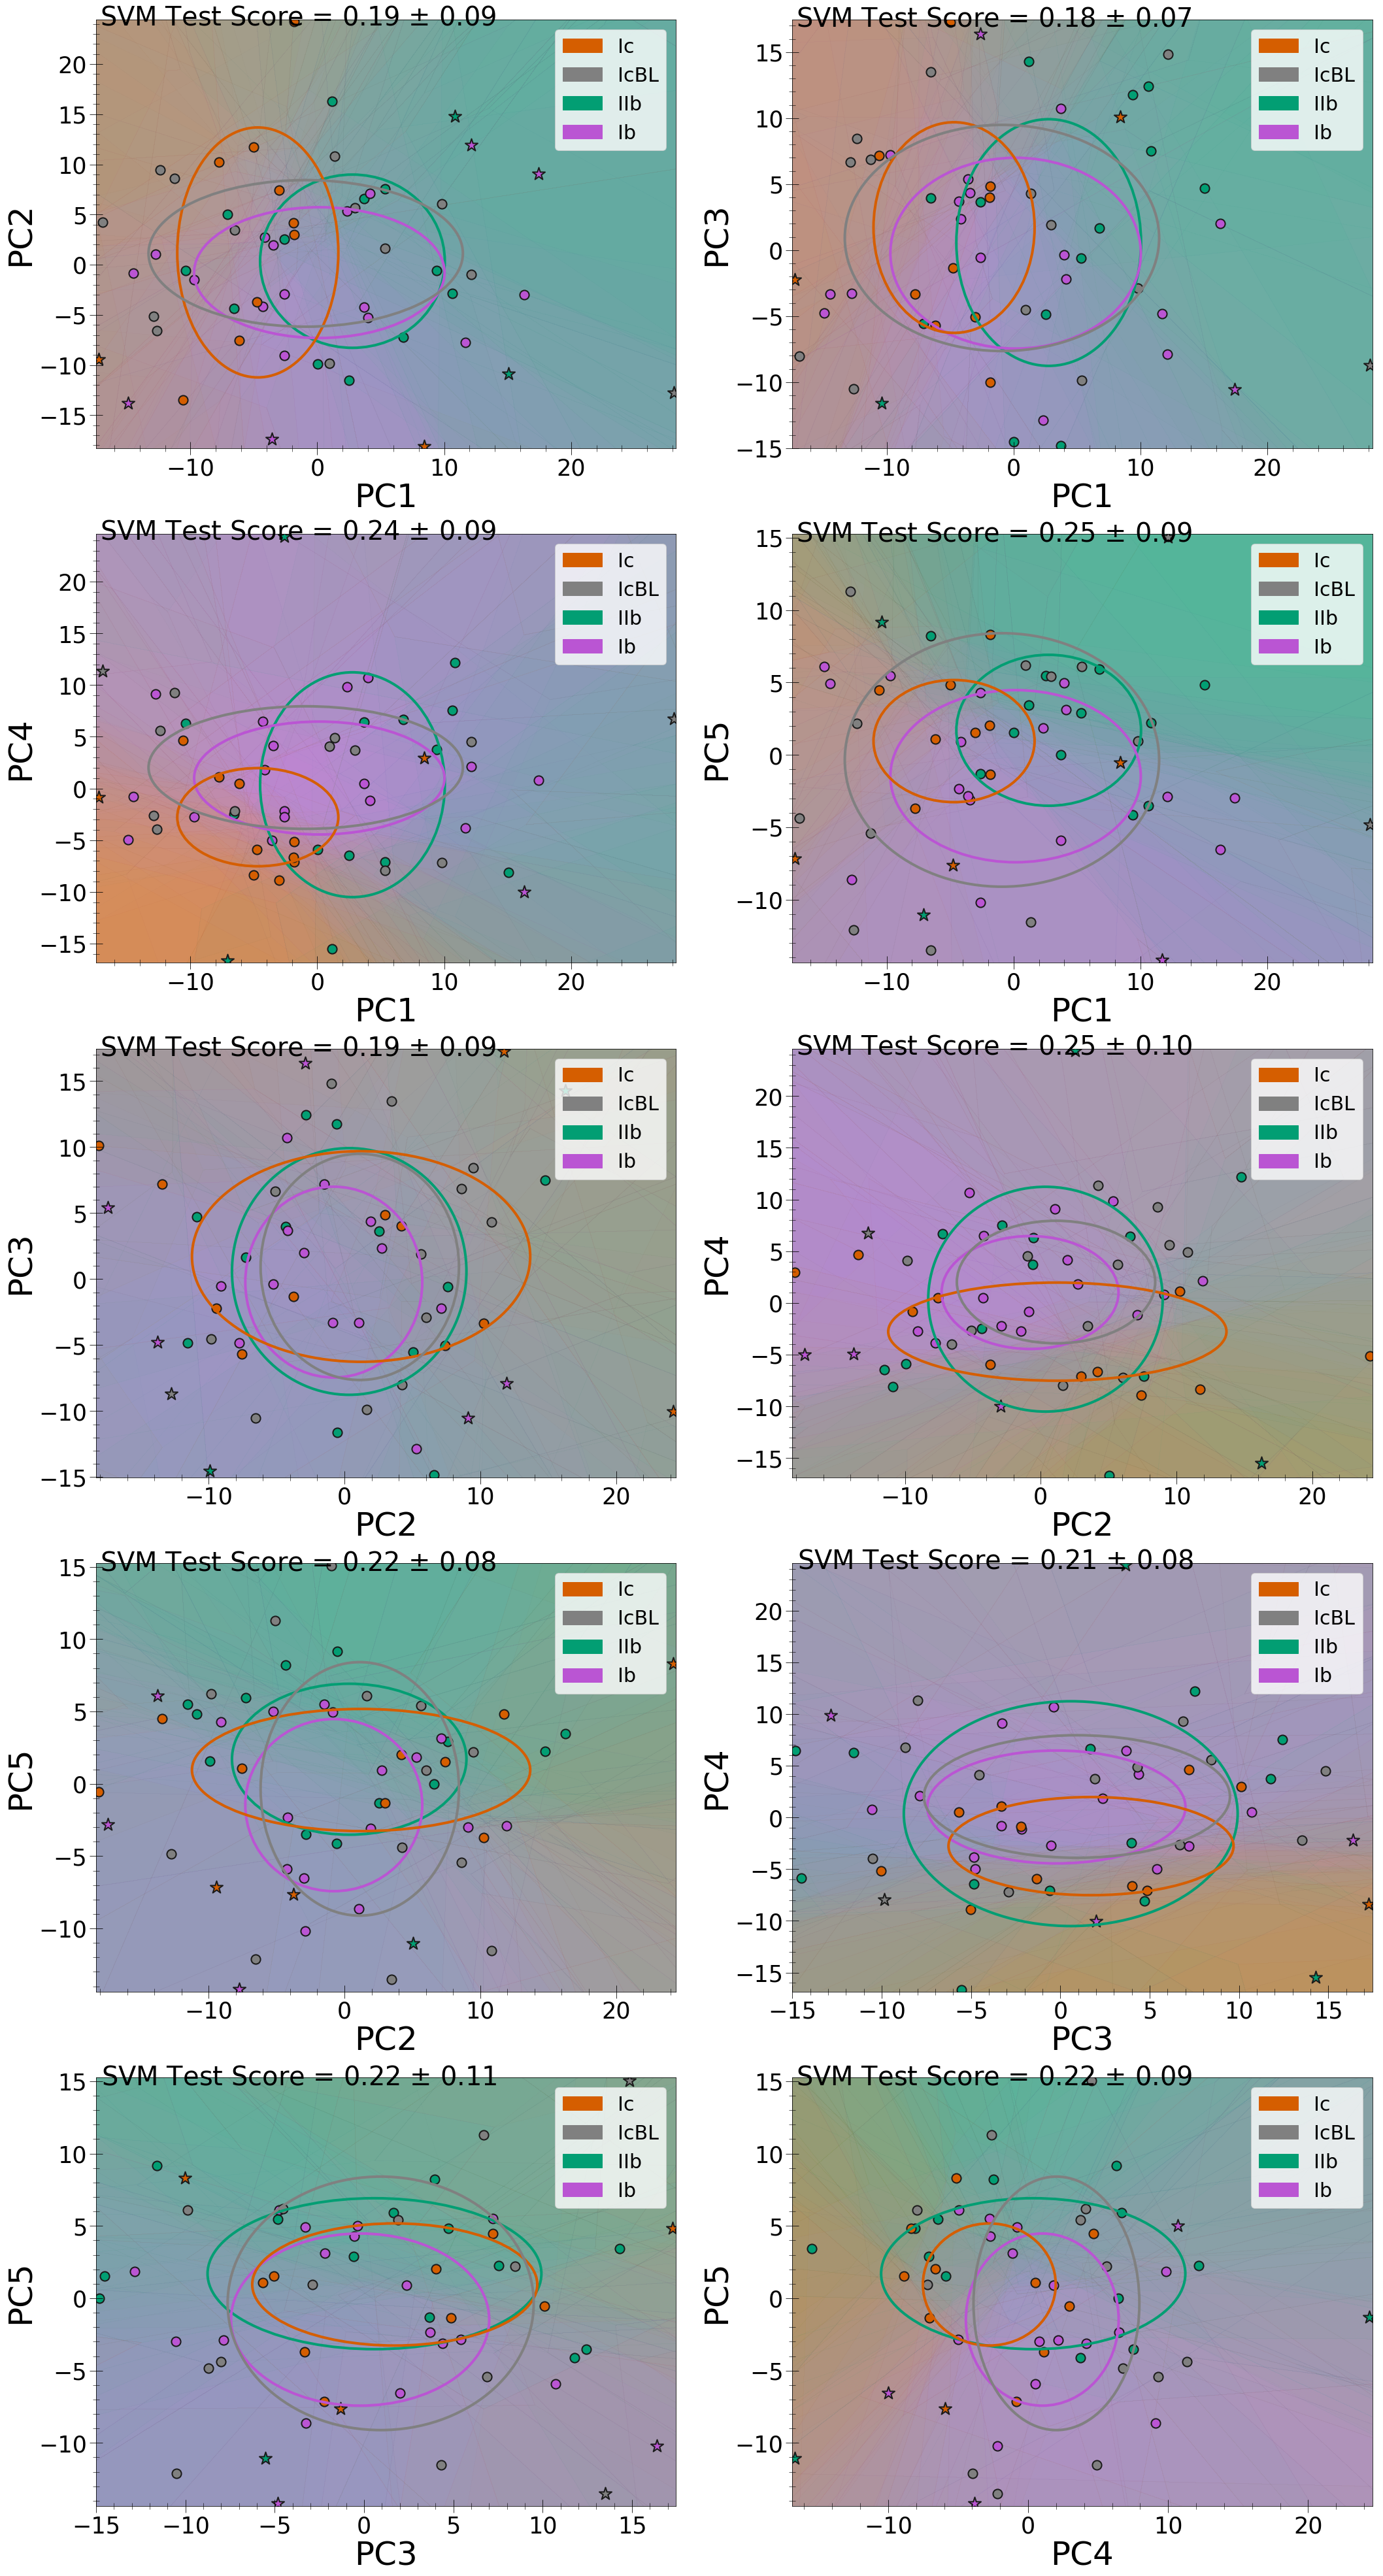 SVM Test Score = 0.19 ± 0.09
Ic
IcBL
IIb
Ib
20
15
10
5
0
−5
−10
−15
PC2
−10 0 10 20
PC1
SVM Test Score = 0.18 ± 0.07
Ic
IcBL
IIb
Ib
15
10
5
0
−5
−10
−15
PC3
−10 0 10 20
PC1
SVM Test Score = 0.24 ± 0.09
Ic
IcBL
IIb
Ib
20
15
10
5
0
−5
−10
−15
PC4
−10 0 10 20
PC1
SVM Test Score = 0.25 ± 0.09
Ic
IcBL
IIb
Ib
15
10
5
0
−5
−10
PC5
−10 0 10 20
PC1
SVM Test Score = 0.19 ± 0.09
Ic
IcBL
IIb
Ib
15
10
5
0
−5
−10
−15
PC3
−10 0 10 20
PC2
SVM Test Score = 0.25 ± 0.10
Ic
IcBL
IIb
Ib
20
15
10
5
0
−5
−10
−15
PC4
−10 0 10 20
PC2
SVM Test Score = 0.22 ± 0.08
Ic
IcBL
IIb
Ib
15
10
5
0
−5
−10
PC5
−10 0 10 20
PC2
SVM Test Score = 0.21 ± 0.08
Ic
IcBL
IIb
Ib
20
15
10
5
0
−5
−10
−15
PC4
−15 −10 −5 0 5 10 15
PC3
SVM Test Score = 0.22 ± 0.11
Ic
IcBL
IIb
Ib
15
10
5
0
−5
−10
PC5
−15 −10 −5 0 5 10 15
PC3
SVM Test Score = 0.22 ± 0.09
Ic
IcBL
IIb
Ib
15
10
5
0
−5
−10
PC5
−10 0 10 20
PC4